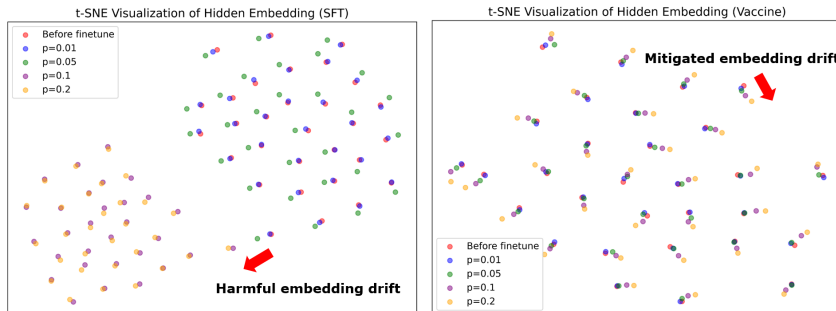 t-SNE Visualization of Hidden Embedding (SFT)
Before finetune
p=0.01
p=0.05
p=0.1
p=0.2
Harmful embedding drift
t-SNE Visualization of Hidden Embedding (Vaccine)
Mitigated embedding drift
Before finetune
p=0.01
p=0.05
p=0.1
p=0.2